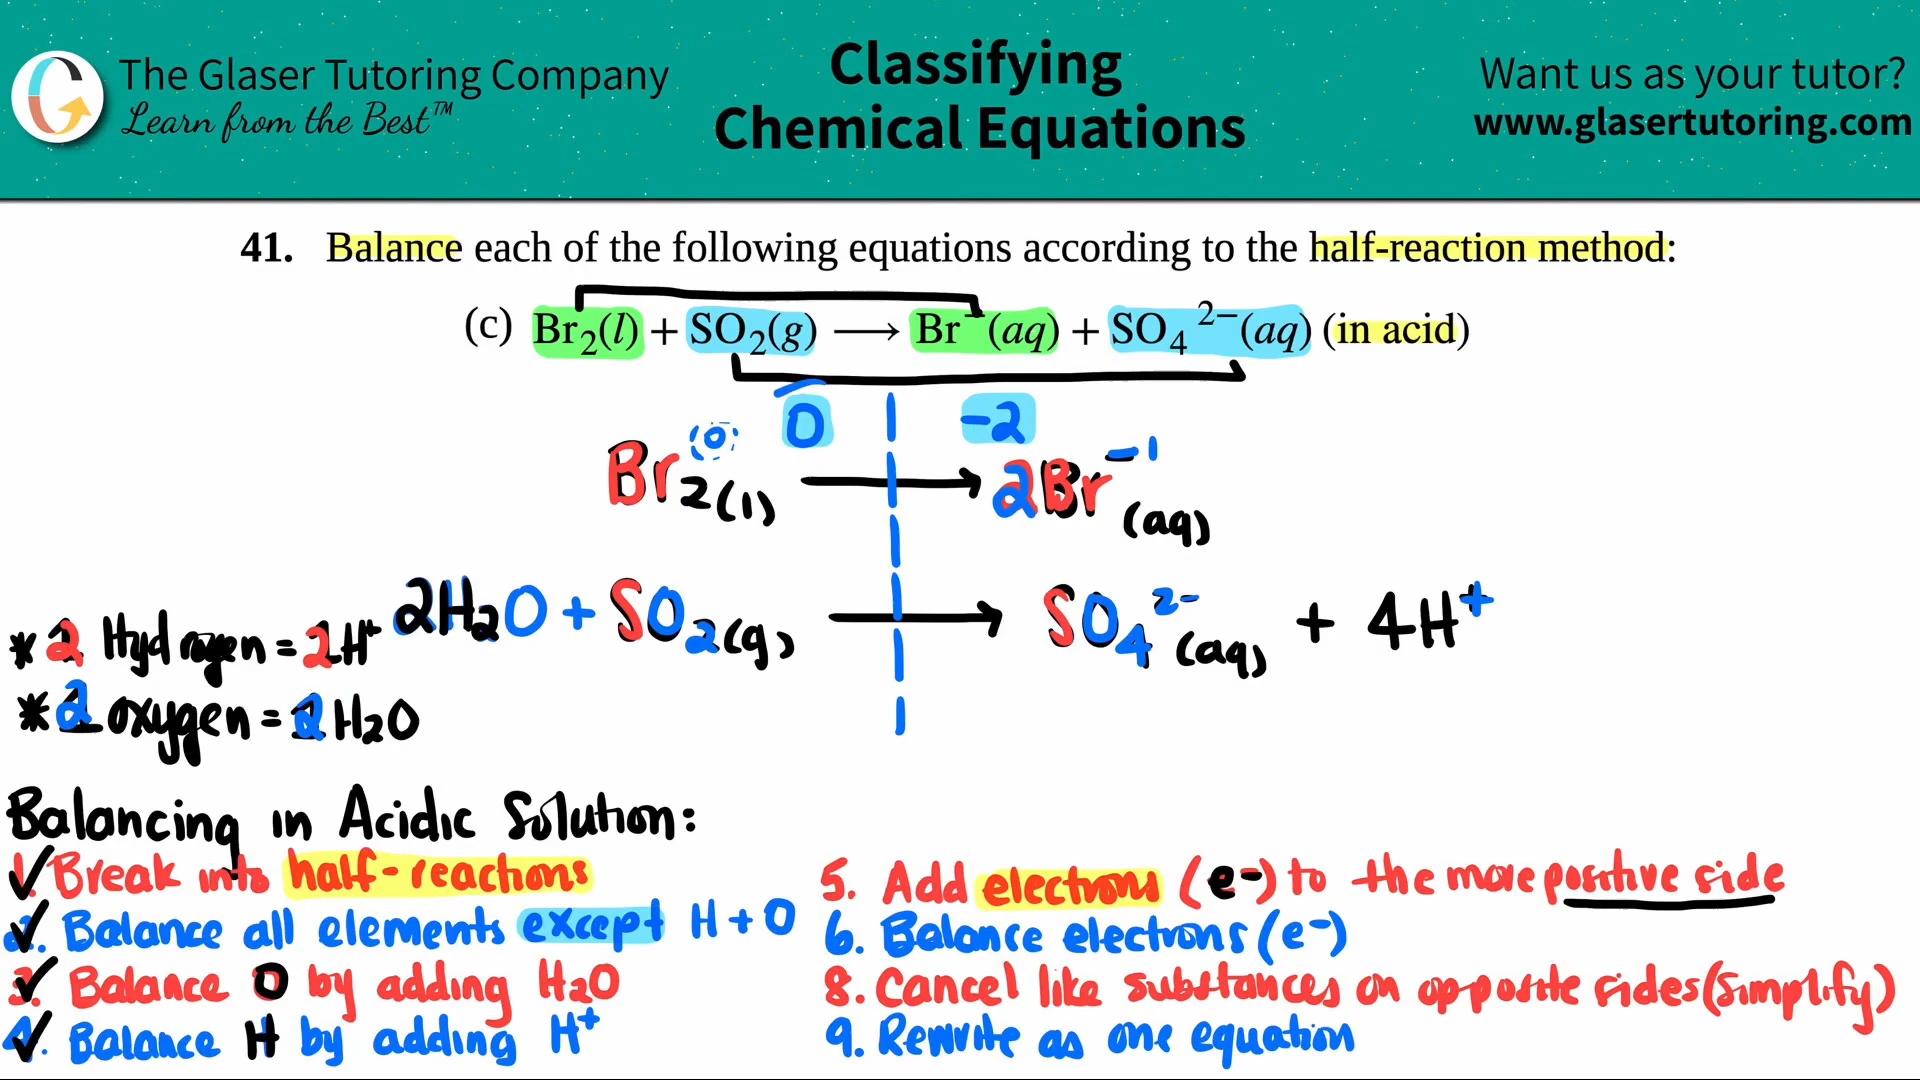 The Glaser Tutoring Company
Learn from the Best™
Classifying
Chemical Equations
Want us as your tutor?
www.glasertutoring.com
41. Balance each of the following equations according to the half-reaction method:
(c) Br₂(l) + SO₂(g) ⟶ Br⁻(aq) + SO₄²⁻(aq) (in acid)
0 -2
Br₂(l)⁰ → 2Br⁻¹(aq)
2H₂O + SO₂(g) → SO₄²⁻(aq) + 4H⁺
* 2 Hydrogen = 2H⁺
* 2 oxygen = 2H₂O
Balancing in Acidic Solution:
1. Break into half-reactions
2. Balance all elements except H + O
3. Balance O by adding H₂O
4. Balance H by adding H⁺
5. Add electrons (e⁻) to the more positive side
6. Balance electrons (e⁻)
8. Cancel like substances on opposite sides (simplify)
9. Rewrite as one equation